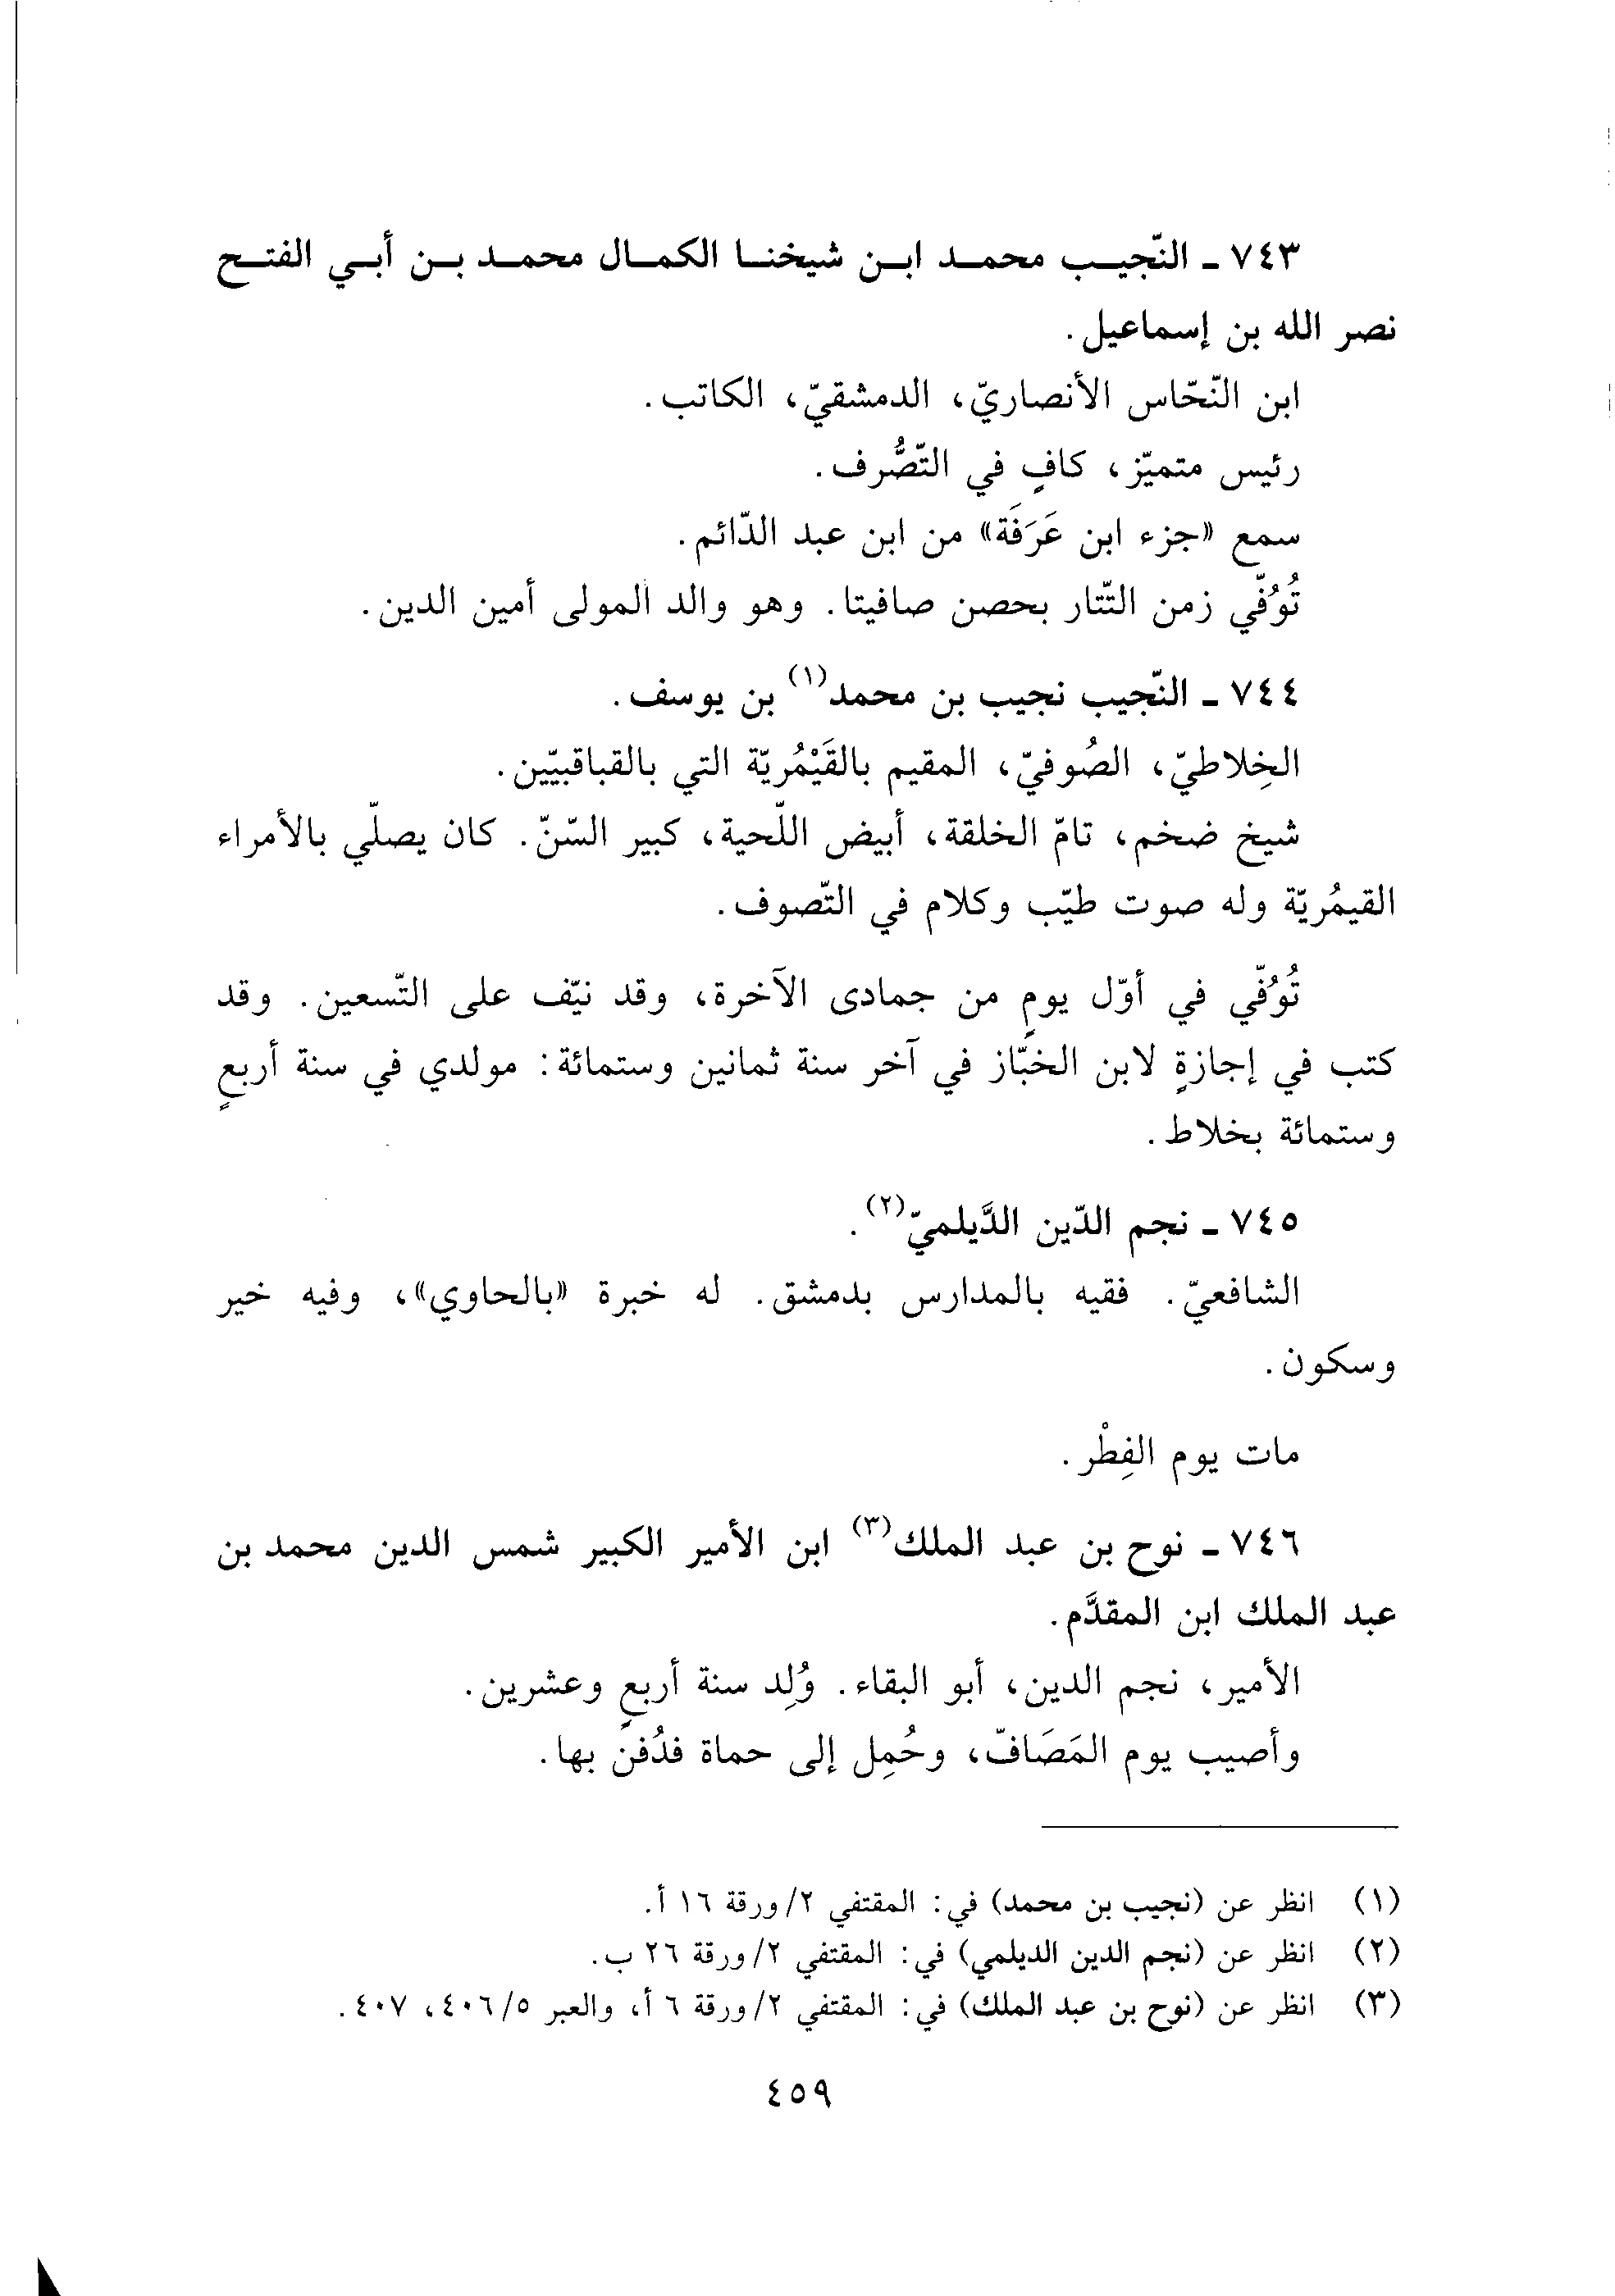 ٧٤٣ ـ النّجيب محمد ابن شيخنا الكمال محمد بن أبي الفتح
نصر الله بن إسماعيل.
ابن النّحّاس الأنصاريّ، الدمشقيّ، الكاتب.
رئيس متميّز، كافٍ في التّصُّرف.
سمع «جزء ابن عَرَفَة» من ابن عبد الدّائم.
تُوُفّي زمن التّتار بحصن صافيتا. وهو والد المولى أمين الدين.
٧٤٤ ـ النّجيب نجيب بن محمد(١) بن يوسف.
الخِلاطيّ، الصُوفيّ، المقيم بالقَيْمُريّة التي بالقباقبيّين.
شيخ ضخم، تامّ الخلقة، أبيض اللّحية، كبير السّنّ. كان يصلّي بالأمراء
القيمُريّة وله صوت طيّب وكلام في التّصوف.
تُوُفّي في أوّل يومٍ من جمادى الآخرة، وقد نيّف على التّسعين. وقد
كتب في إجازةٍ لابن الخبّاز في آخر سنة ثمانين وستمائة: مولدي في سنة أربعٍ
وستمائة بخلاط.
٧٤٥ ـ نجم الدّين الدَّيلميّ(٢).
الشافعيّ. فقيه بالمدارس بدمشق. له خبرة «بالحاوي»، وفيه خير
وسكون.
مات يوم الفِطْر.
٧٤٦ ـ نوح بن عبد الملك(٣) ابن الأمير الكبير شمس الدين محمد بن
عبد الملك ابن المقدَّم.
الأمير، نجم الدين، أبو البقاء. وُلِد سنة أربعٍ وعشرين.
وأصيب يوم المَصَافّ، وحُمِل إلى حماة فدُفن بها.
(١) انظر عن (نجيب بن محمد) في: المقتفي ٢/ورقة ١٦ أ.
(٢) انظر عن (نجم الدين الديلمي) في: المقتفي ٢/ورقة ٢٦ ب.
(٣) انظر عن (نوح بن عبد الملك) في: المقتفي ٢/ورقة ٦ أ، والعبر ٥/٤٠٦، ٤٠٧.
٤٥٩